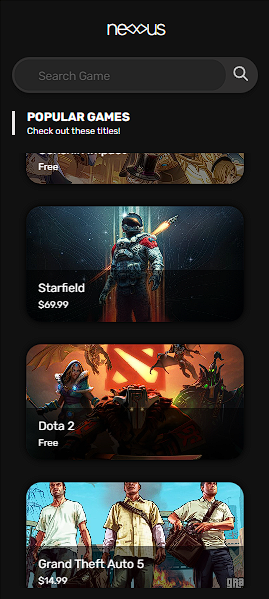 nexxus
Search Game
POPULAR GAMES
Check out these titles!
Free
Starfield
$69.99
Dota 2
Free
Grand Theft Auto 5
$14.99